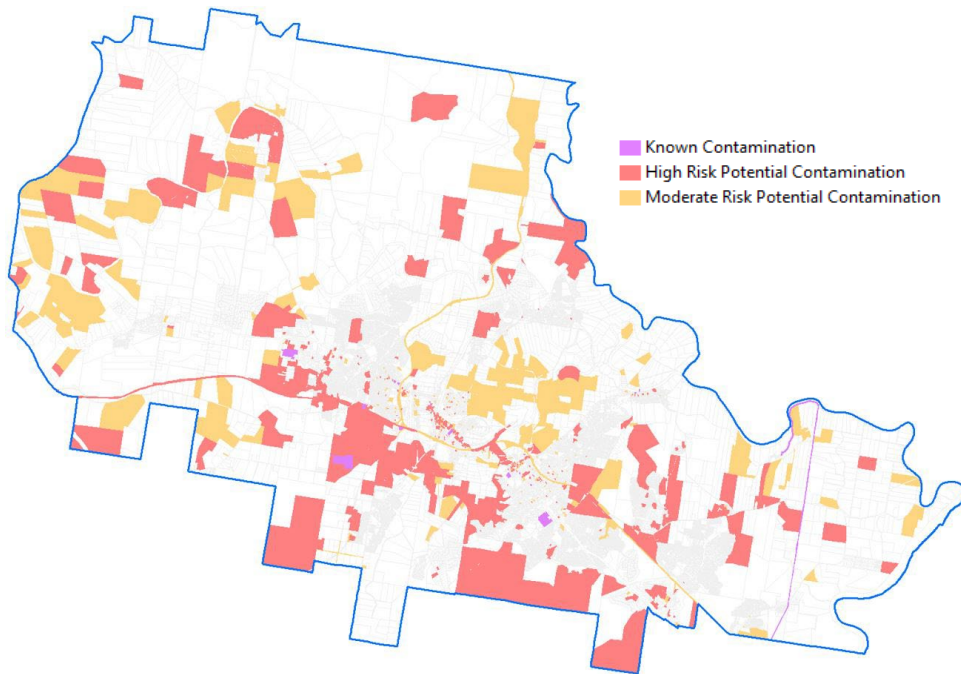 Known Contamination
High Risk Potential Contamination
Moderate Risk Potential Contamination